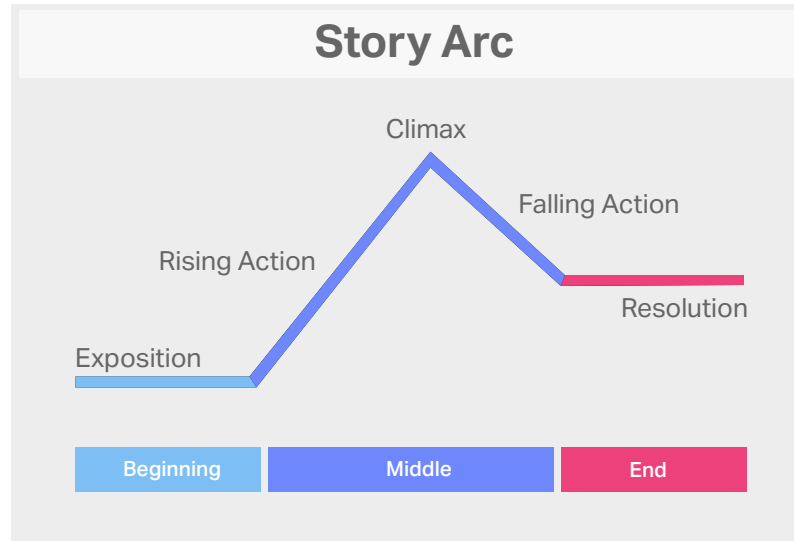 Story Arc
Climax
Falling Action
Rising Action
Resolution
Exposition
Beginning
Middle
End